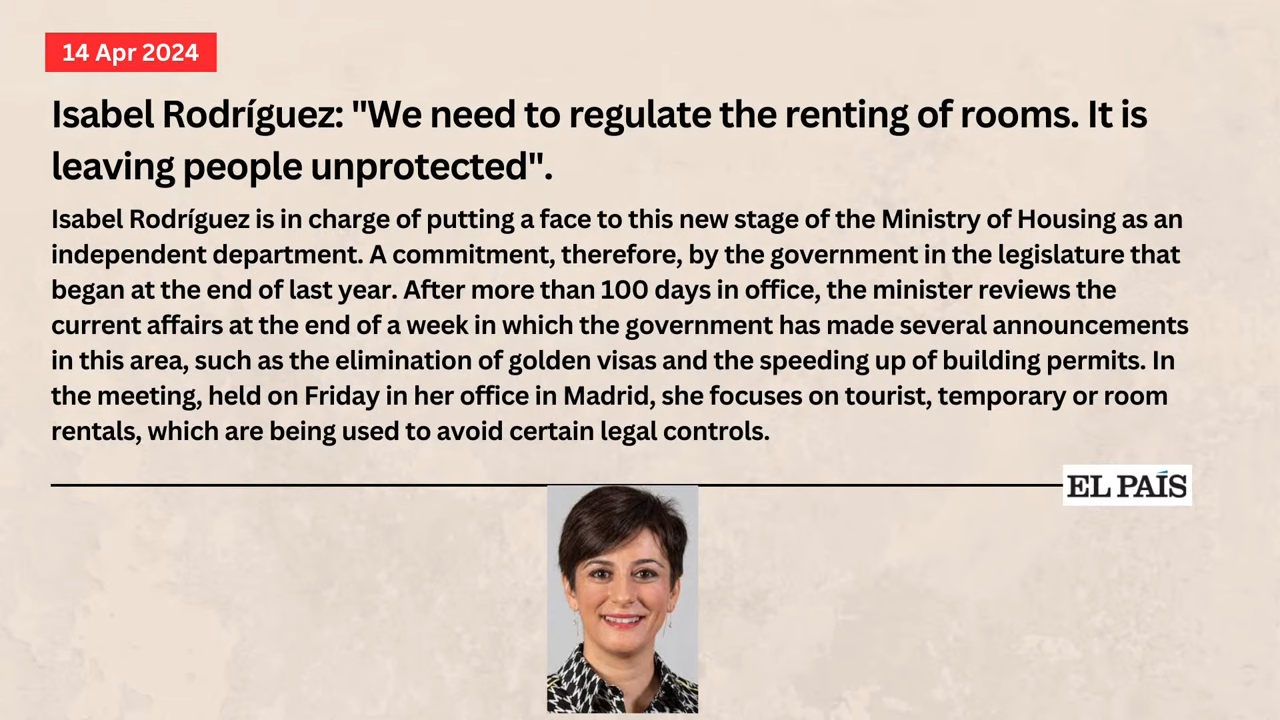 14 Apr 2024
Isabel Rodríguez: "We need to regulate the renting of rooms. It is
leaving people unprotected".
Isabel Rodríguez is in charge of putting a face to this new stage of the Ministry of Housing as an
independent department. A commitment, therefore, by the government in the legislature that
began at the end of last year. After more than 100 days in office, the minister reviews the
current affairs at the end of a week in which the government has made several announcements
in this area, such as the elimination of golden visas and the speeding up of building permits. In
the meeting, held on Friday in her office in Madrid, she focuses on tourist, temporary or room
rentals, which are being used to avoid certain legal controls.
EL PAÍS